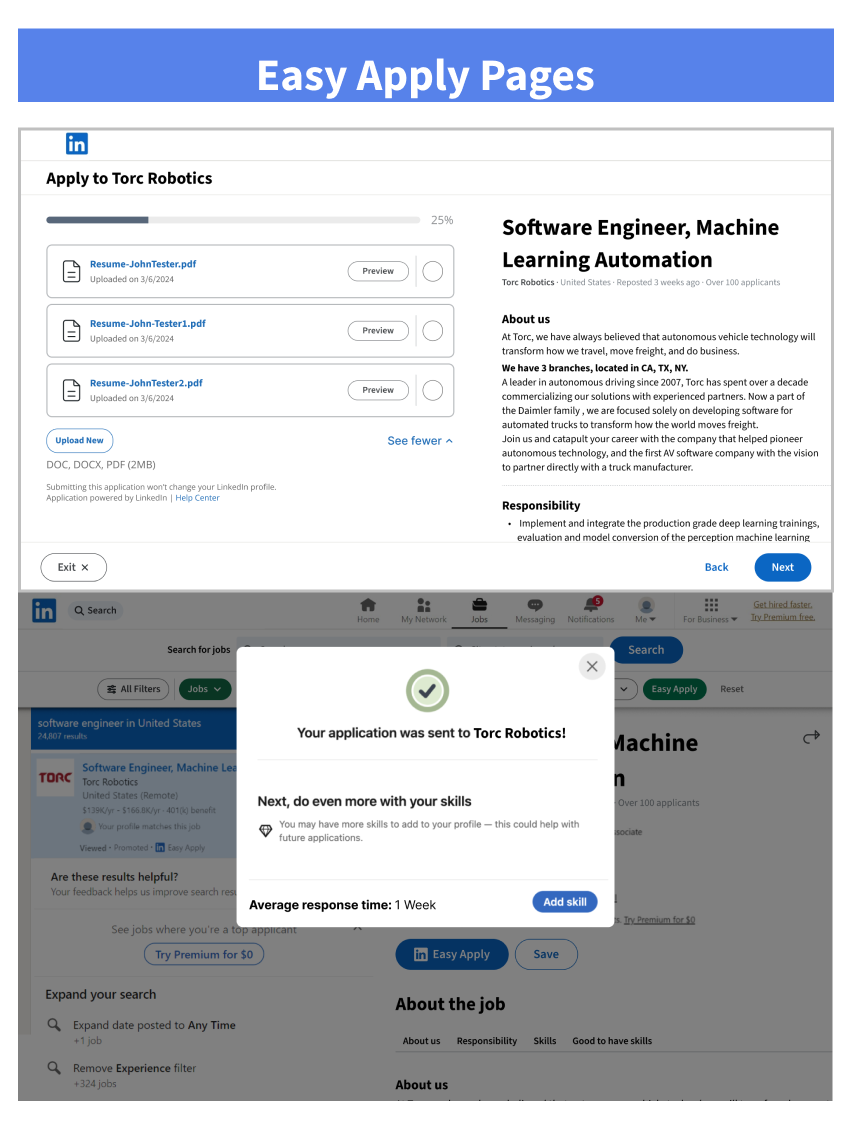 Easy Apply Pages
in
Apply to Torc Robotics
25%
Resume-JohnTester.pdf
Uploaded on 3/6/2024
Preview
Resume-John-Tester1.pdf
Uploaded on 3/6/2024
Preview
Resume-JohnTester2.pdf
Uploaded on 3/6/2024
Preview
Upload New
See fewer
DOC, DOCX, PDF (2MB)
Submitting this application won't change your LinkedIn profile.
Application powered by LinkedIn | Help Center
Software Engineer, Machine
Learning Automation
Torc Robotics · United States · Reposted 3 weeks ago · Over 100 applicants
About us
At Torc, we have always believed that autonomous vehicle technology will
transform how we travel, move freight, and do business.
We have 3 branches, located in CA, TX, NY.
A leader in autonomous driving since 2007, Torc has spent over a decade
commercializing our solutions with experienced partners. Now a part of
the Daimler family , we are focused solely on developing software for
automated trucks to transform how the world moves freight.
Join us and catapult your career with the company that helped pioneer
autonomous technology, and the first AV software company with the vision
to partner directly with a truck manufacturer.
Responsibility
• Implement and integrate the production grade deep learning trainings,
evaluation and model conversion of the perception machine learning
Exit ×
Back
Next
in
Search
Home
My Network
Jobs
Messaging
5
Notifications
Me
For Business
Get hired faster.
Try Premium free.
Search for jobs
Search
All Filters
Jobs
Easy Apply
Reset
software engineer in United States
24,807 results
TORC
Software Engineer, Machine Lea
Torc Robotics
United States (Remote)
$139K/yr - $166.8K/yr · 401(k) benefit
Your profile matches this job
Viewed · Promoted · in Easy Apply
Are these results helpful?
Your feedback helps us improve search resu
See jobs where you're a top applicant
Try Premium for $0
Expand your search
Expand date posted to Any Time
+1 job
Remove Experience filter
+324 jobs
Your application was sent to Torc Robotics!
Next, do even more with your skills
You may have more skills to add to your profile — this could help with
future applications.
Average response time: 1 Week
Add skill
Machine
n
· Over 100 applicants
ssociate
s. Try Premium for $0
in Easy Apply
Save
About the job
About us
Responsibility
Skills
Good to have skills
About us